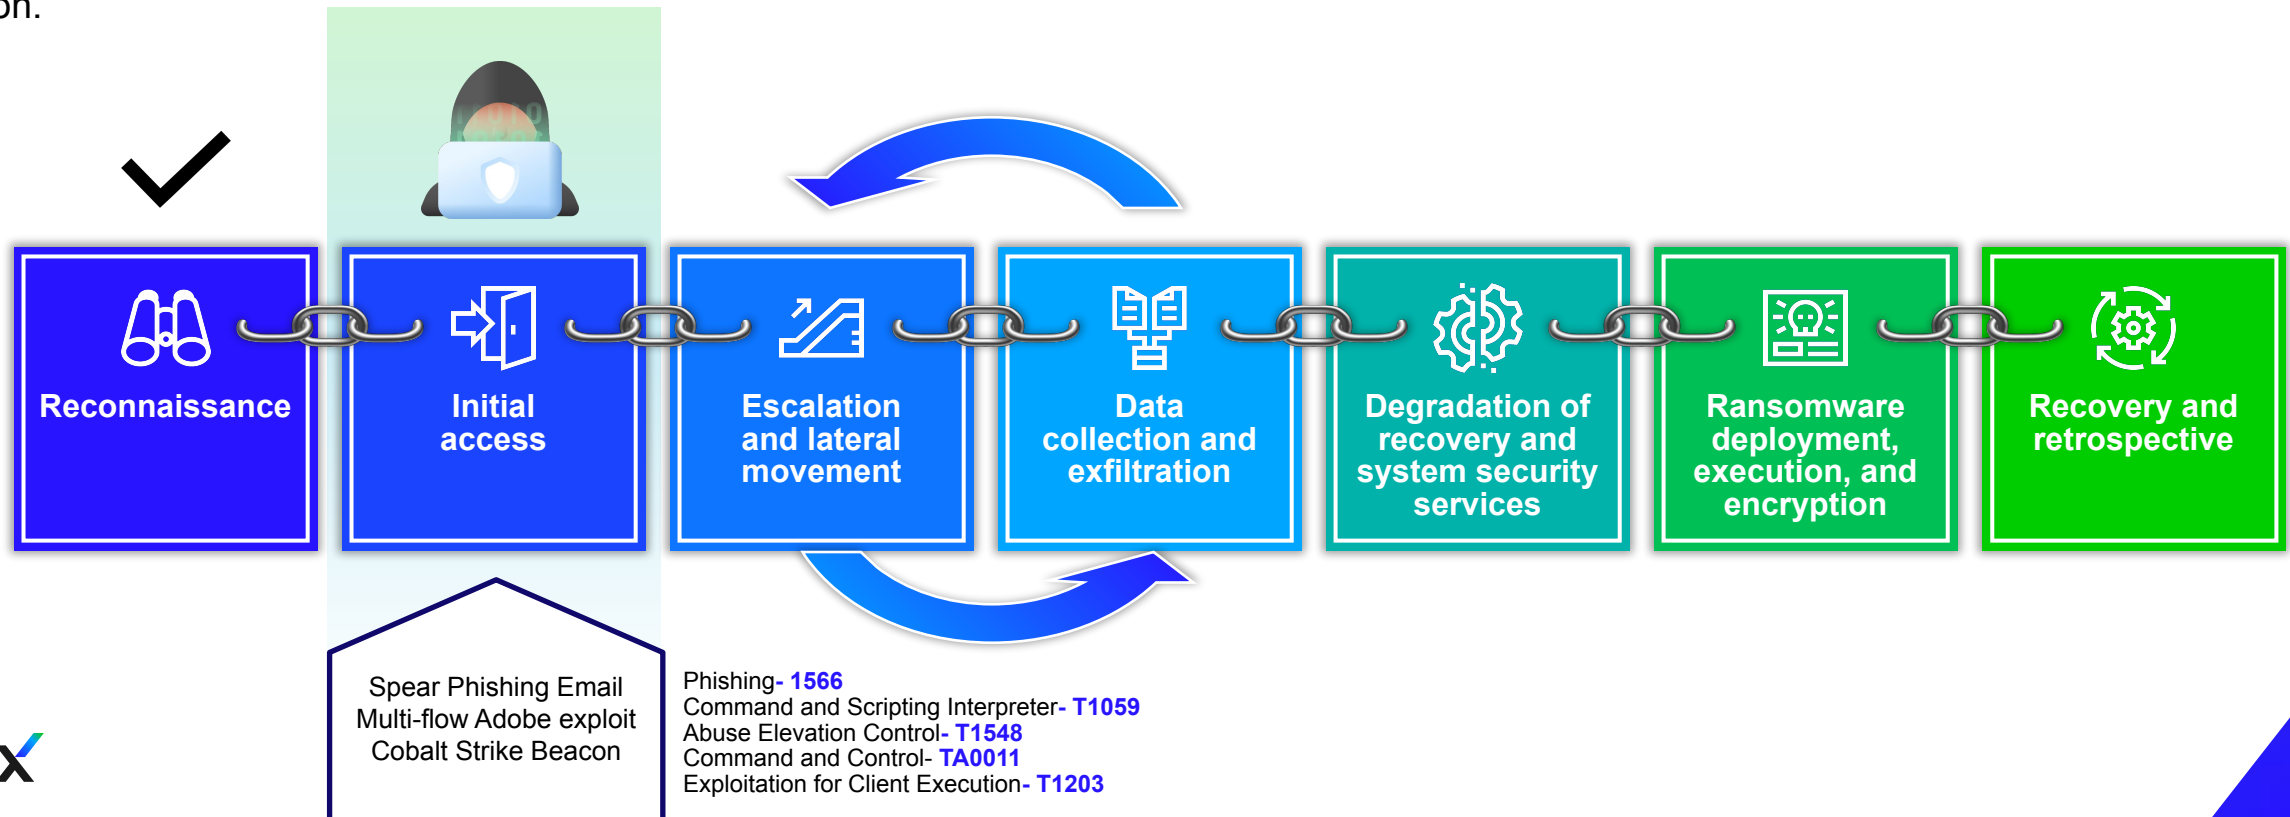 on.
Reconnaissance
Initial
access
Escalation
and lateral
movement
Data
collection and
exfiltration
Degradation of
recovery and
system security
services
Ransomware
deployment,
execution, and
encryption
Recovery and
retrospective
Spear Phishing Email
Multi-flow Adobe exploit
Cobalt Strike Beacon
Phishing- 1566
Command and Scripting Interpreter- T1059
Abuse Elevation Control- T1548
Command and Control- TA0011
Exploitation for Client Execution- T1203
x